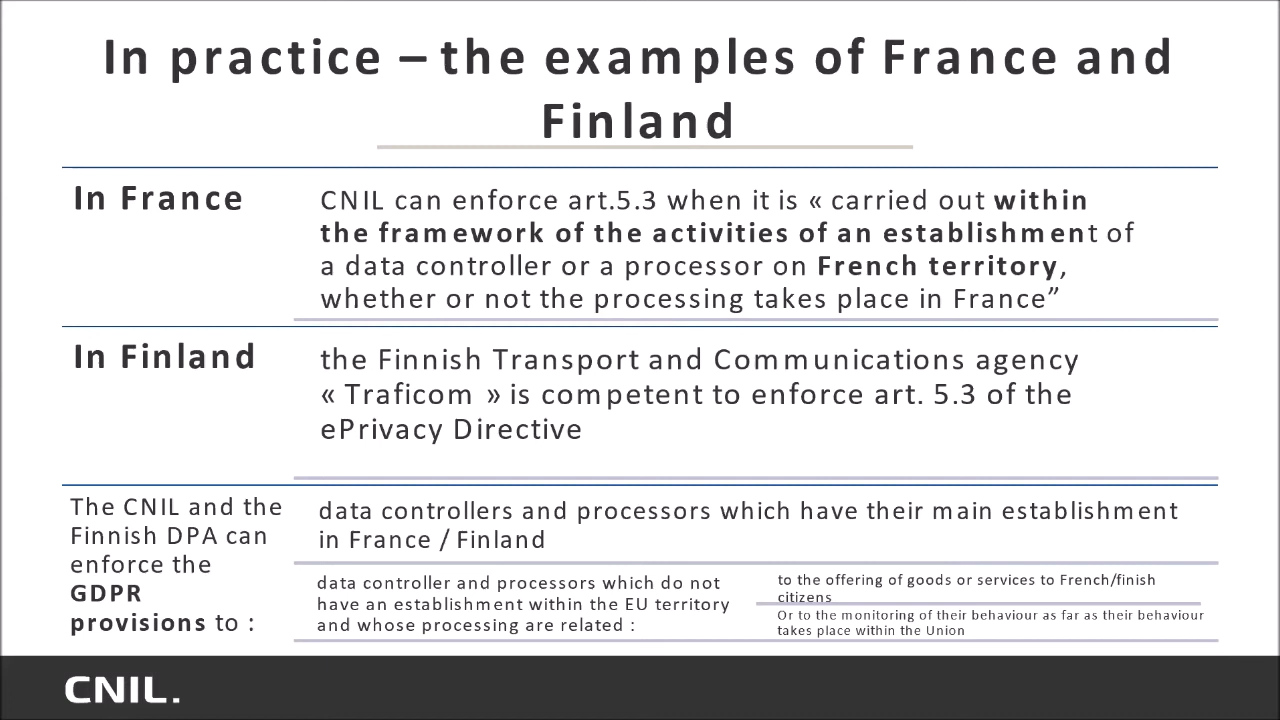 In practice – the examples of France and
Finland
In France
CNIL can enforce art.5.3 when it is « carried out within
the framework of the activities of an establishment of
a data controller or a processor on French territory,
whether or not the processing takes place in France”
In Finland
the Finnish Transport and Communications agency
« Traficom » is competent to enforce art. 5.3 of the
ePrivacy Directive
The CNIL and the
Finnish DPA can
enforce the
GDPR
provisions to :
data controllers and processors which have their main establishment
in France / Finland
data controller and processors which do not
have an establishment within the EU territory
and whose processing are related :
to the offering of goods or services to French/finish
citizens
Or to the monitoring of their behaviour as far as their behaviour
takes place within the Union
CNIL.